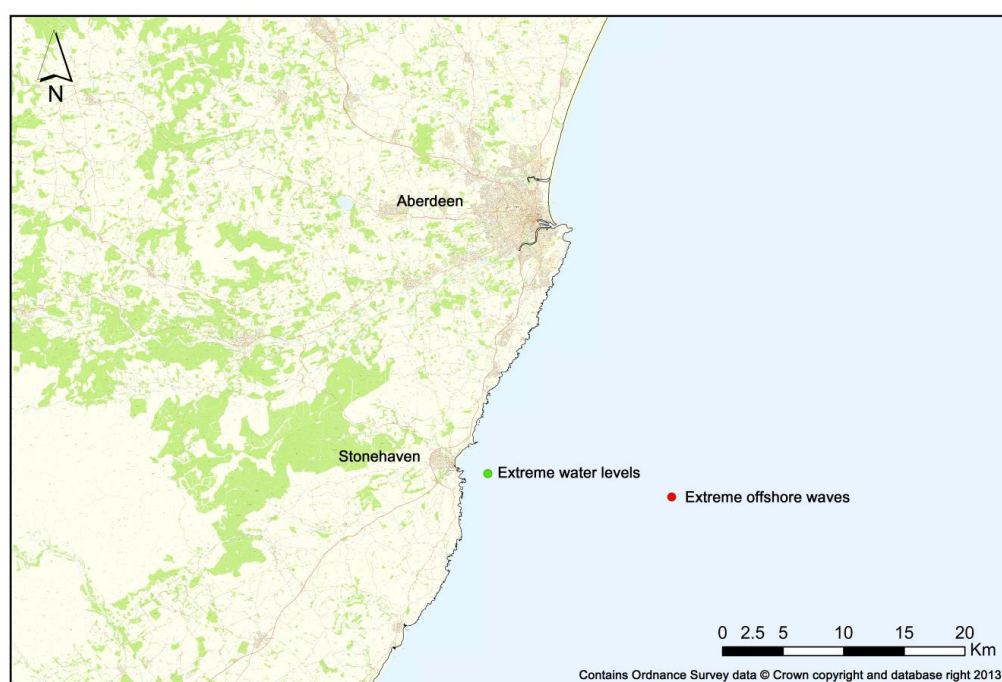 N
Aberdeen
Stonehaven
Extreme water levels
Extreme offshore waves
0 2.5 5 10 15 20
Km
Contains Ordnance Survey data © Crown copyright and database right 2013